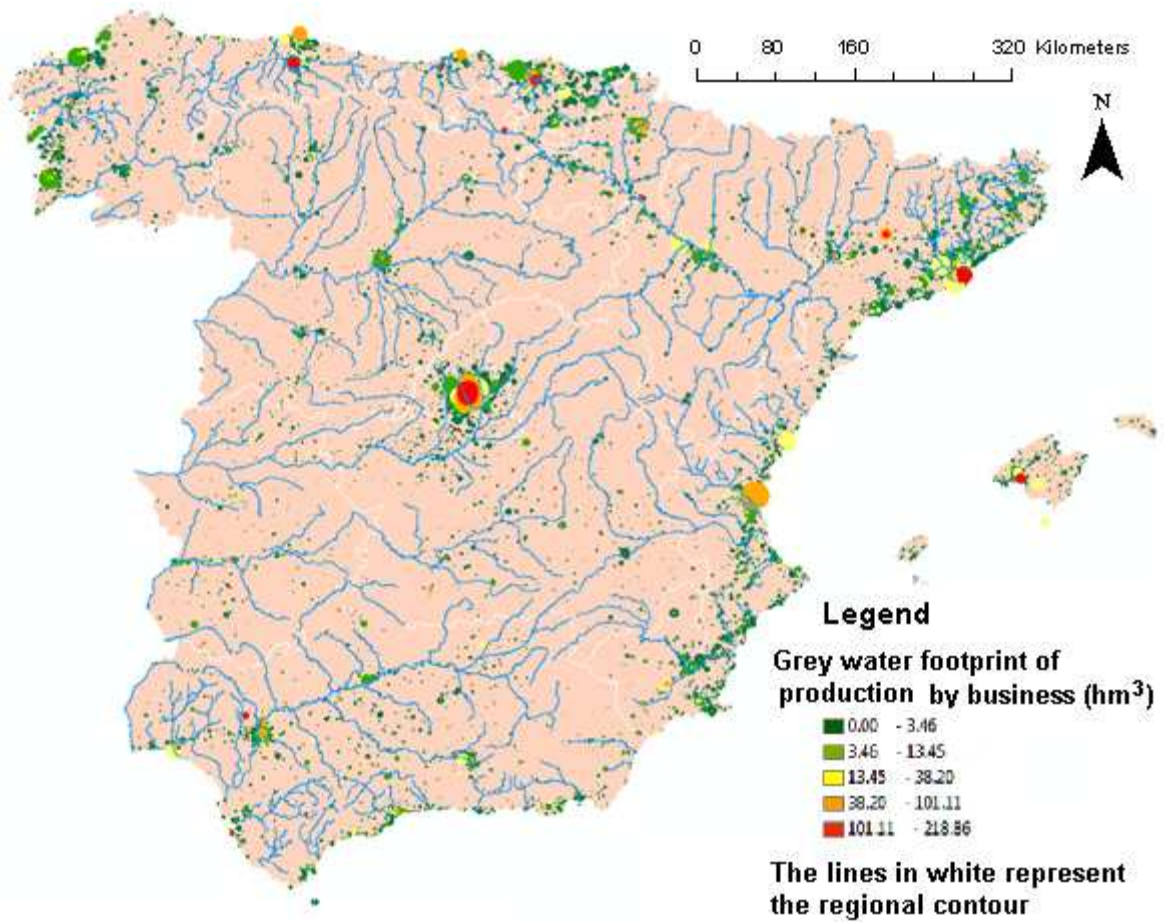 0 80 160 320 Kilometers
N
Legend
Grey water footprint of
production by business (hm³)
0.00 - 3.46
3.46 - 13.45
13.45 - 38.20
38.20 - 101.11
101.11 - 218.86
The lines in white represent
the regional contour